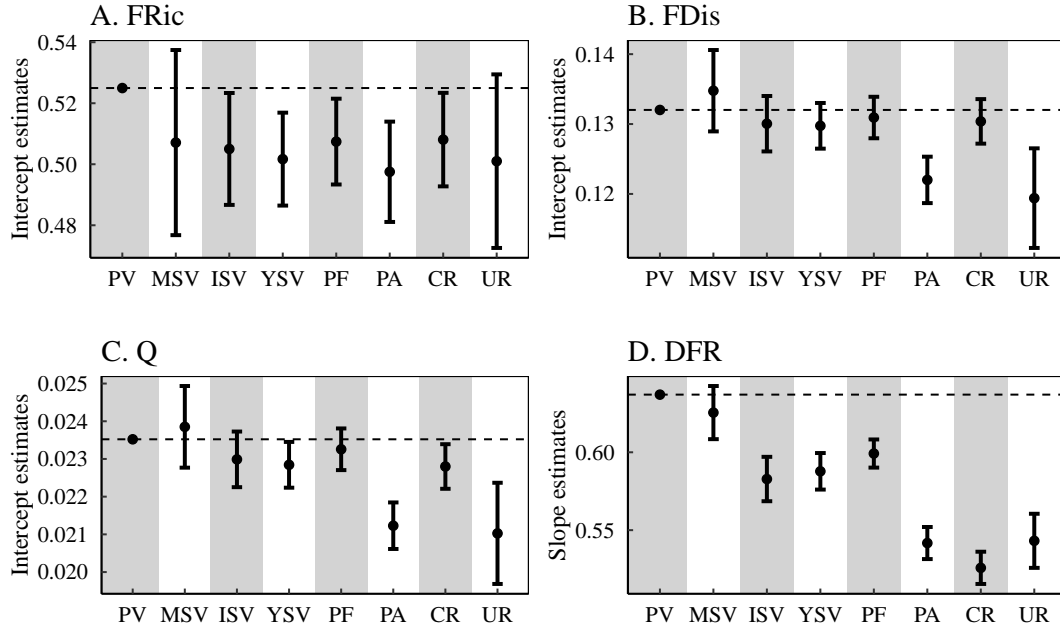 A. FRic
Intercept estimates
0.54
0.52
0.50
0.48
PV MSV ISV YSV PF PA CR UR
B. FDis
Intercept estimates
0.14
0.13
0.12
PV MSV ISV YSV PF PA CR UR
C. Q
Intercept estimates
0.025
0.024
0.023
0.022
0.021
0.020
PV MSV ISV YSV PF PA CR UR
D. DFR
Slope estimates
0.60
0.55
PV MSV ISV YSV PF PA CR UR